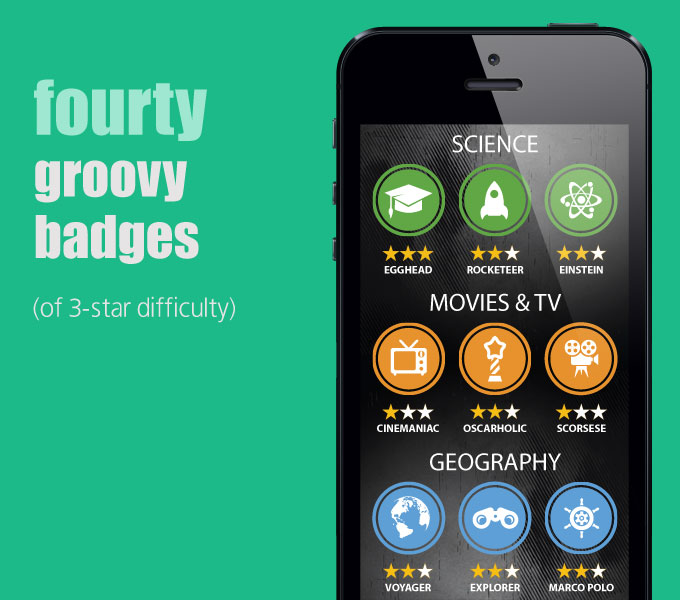 fourty
groovy
badges
(of 3-star difficulty)
SCIENCE
EGGHEAD
ROCKETEER
EINSTEIN
MOVIES & TV
CINEMANIAC
OSCARHOLIC
SCORSESE
GEOGRAPHY
VOYAGER
EXPLORER
MARCO POLO